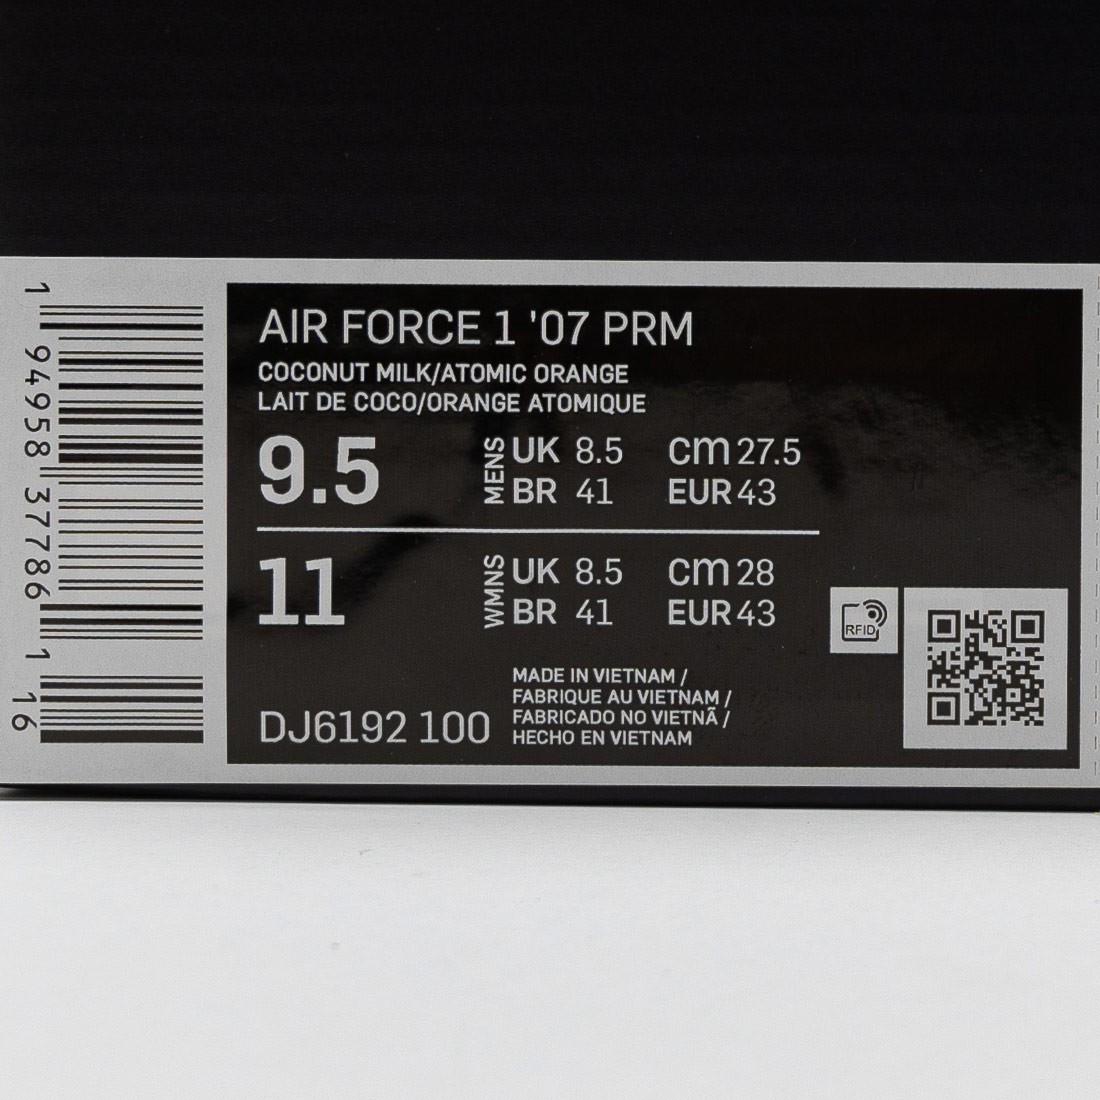 AIR FORCE 1 '07 PRM
COCONUT MILK/ATOMIC ORANGE
LAIT DE COCO/ORANGE ATOMIQUE
9.5 MENS UK 8.5 CM 27.5
BR 41 EUR 43
11 WMNS UK 8.5 CM 28
BR 41 EUR 43
RFID
MADE IN VIETNAM /
FABRIQUE AU VIETNAM /
FABRICADO NO VIETNÃ /
HECHO EN VIETNAM
DJ6192 100
1 94958 37786 1 16